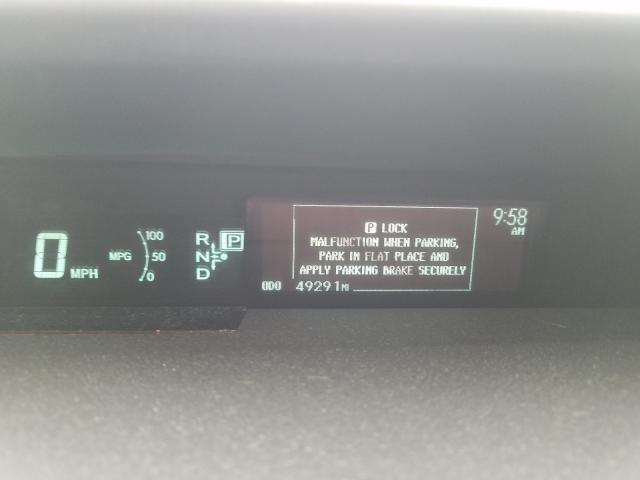 0 MPH
MPG
100
50
0
R
N
D
P
P LOCK
MALFUNCTION WHEN PARKING,
PARK IN FLAT PLACE AND
APPLY PARKING BRAKE SECURELY
ODO 49291 MI
9:58
AM